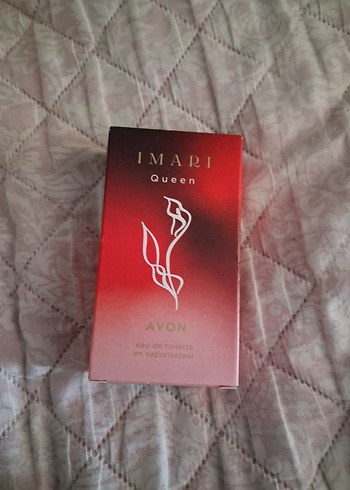 IMARI
Queen
AVON
eau de toilette
en vaporisateur